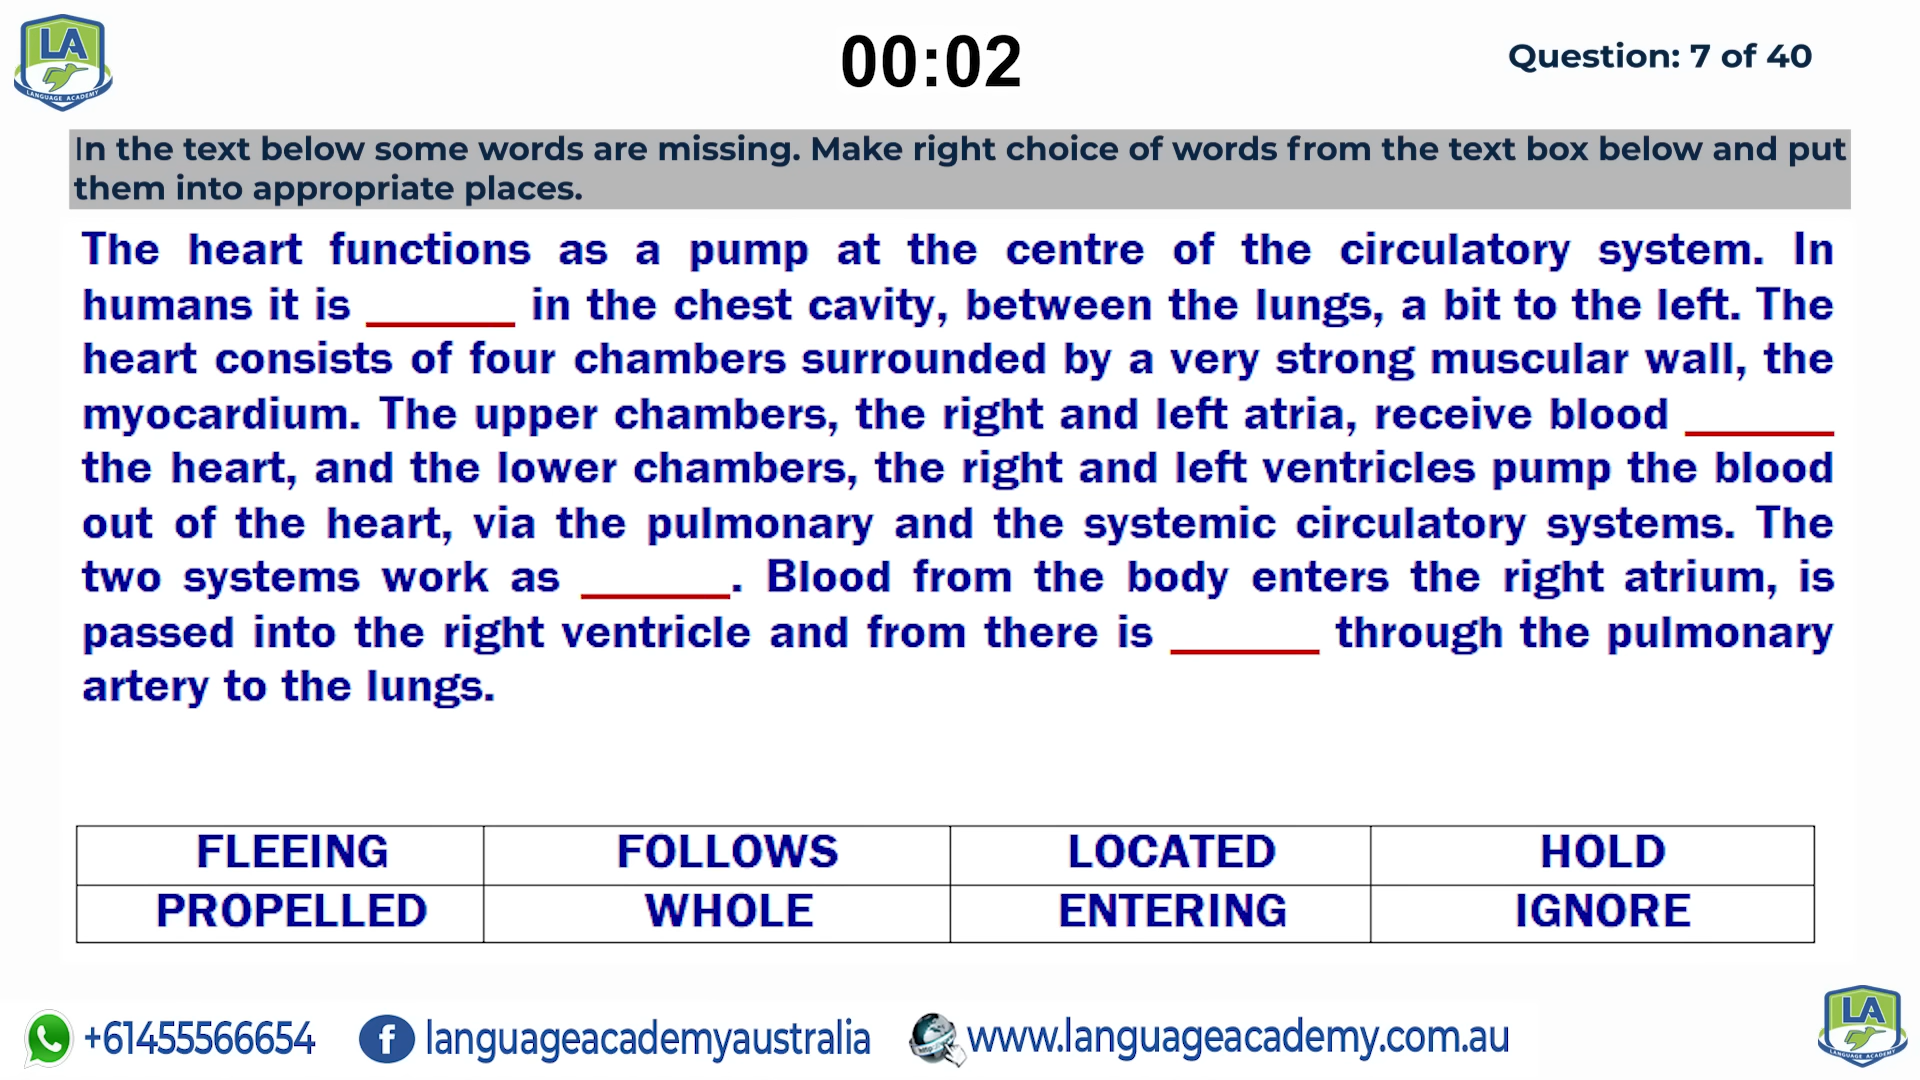 LA
LANGUAGE ACADEMY
00:02
Question: 7 of 40
In the text below some words are missing. Make right choice of words from the text box below and put
them into appropriate places.
The heart functions as a pump at the centre of the circulatory system. In
humans it is ______ in the chest cavity, between the lungs, a bit to the left. The
heart consists of four chambers surrounded by a very strong muscular wall, the
myocardium. The upper chambers, the right and left atria, receive blood ______
the heart, and the lower chambers, the right and left ventricles pump the blood
out of the heart, via the pulmonary and the systemic circulatory systems. The
two systems work as ______. Blood from the body enters the right atrium, is
passed into the right ventricle and from there is ______ through the pulmonary
artery to the lungs.
FLEEING FOLLOWS LOCATED HOLD
PROPELLED WHOLE ENTERING IGNORE
+61455566654 languageacademyaustralia www.languageacademy.com.au
LA
LANGUAGE ACADEMY